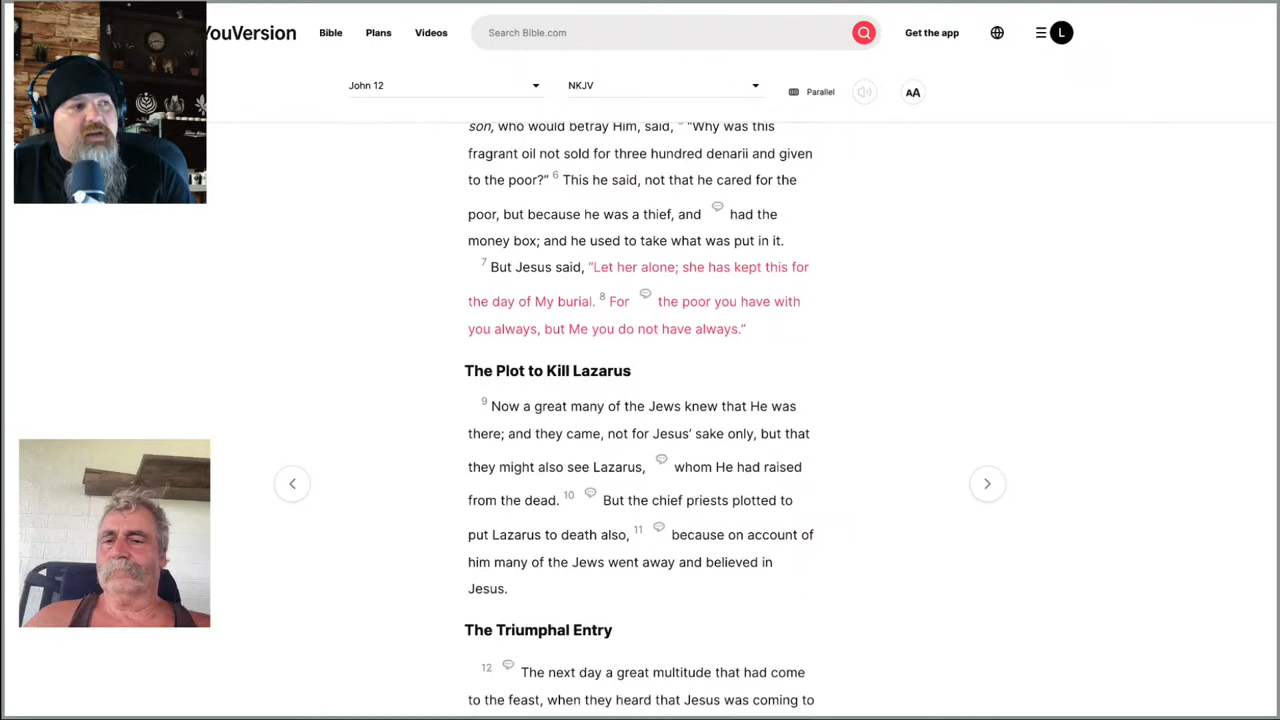 YouVersion Bible Plans Videos Search Bible.com Get the app L
John 12 NKJV Parallel AA
son, who would betray Him, said, 5 “Why was this
fragrant oil not sold for three hundred denarii and given
to the poor?” 6 This he said, not that he cared for the
poor, but because he was a thief, and had the
money box; and he used to take what was put in it.
7 But Jesus said, “Let her alone; she has kept this for
the day of My burial. 8 For the poor you have with
you always, but Me you do not have always.”
The Plot to Kill Lazarus
9 Now a great many of the Jews knew that He was
there; and they came, not for Jesus’ sake only, but that
they might also see Lazarus, whom He had raised
from the dead. 10 But the chief priests plotted to
put Lazarus to death also, 11 because on account of
him many of the Jews went away and believed in
Jesus.
The Triumphal Entry
12 The next day a great multitude that had come
to the feast, when they heard that Jesus was coming to